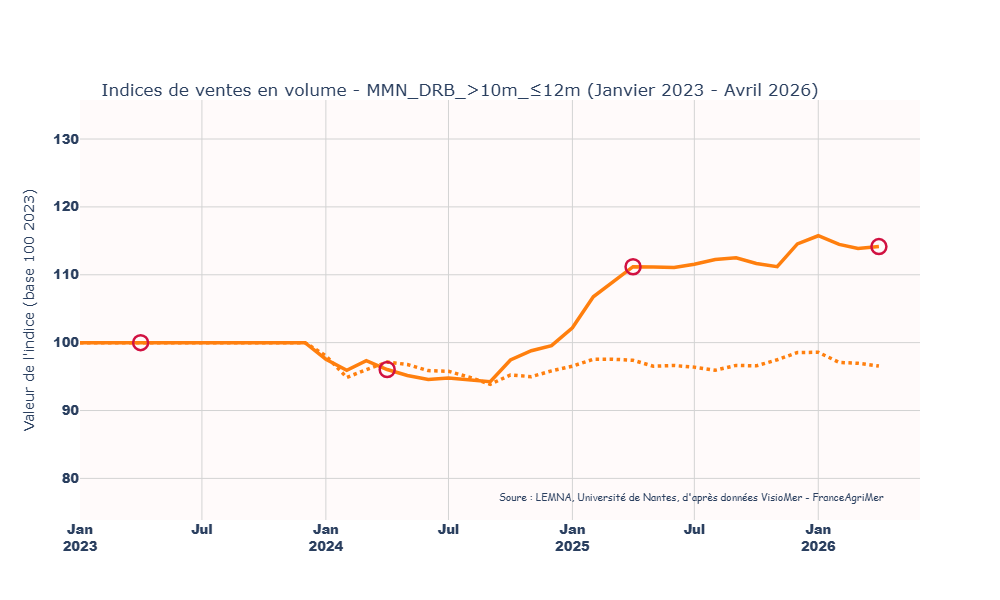 Indices de ventes en volume - MMN_DRB_>10m_≤12m (Janvier 2023 - Avril 2026)
Valeur de l'indice (base 100 2023)
130
120
110
100
90
80
Soure : LEMNA, Université de Nantes, d'après données VisioMer - FranceAgriMer
Jan Jul Jan Jul Jan Jul Jan
2023 2024 2025 2026